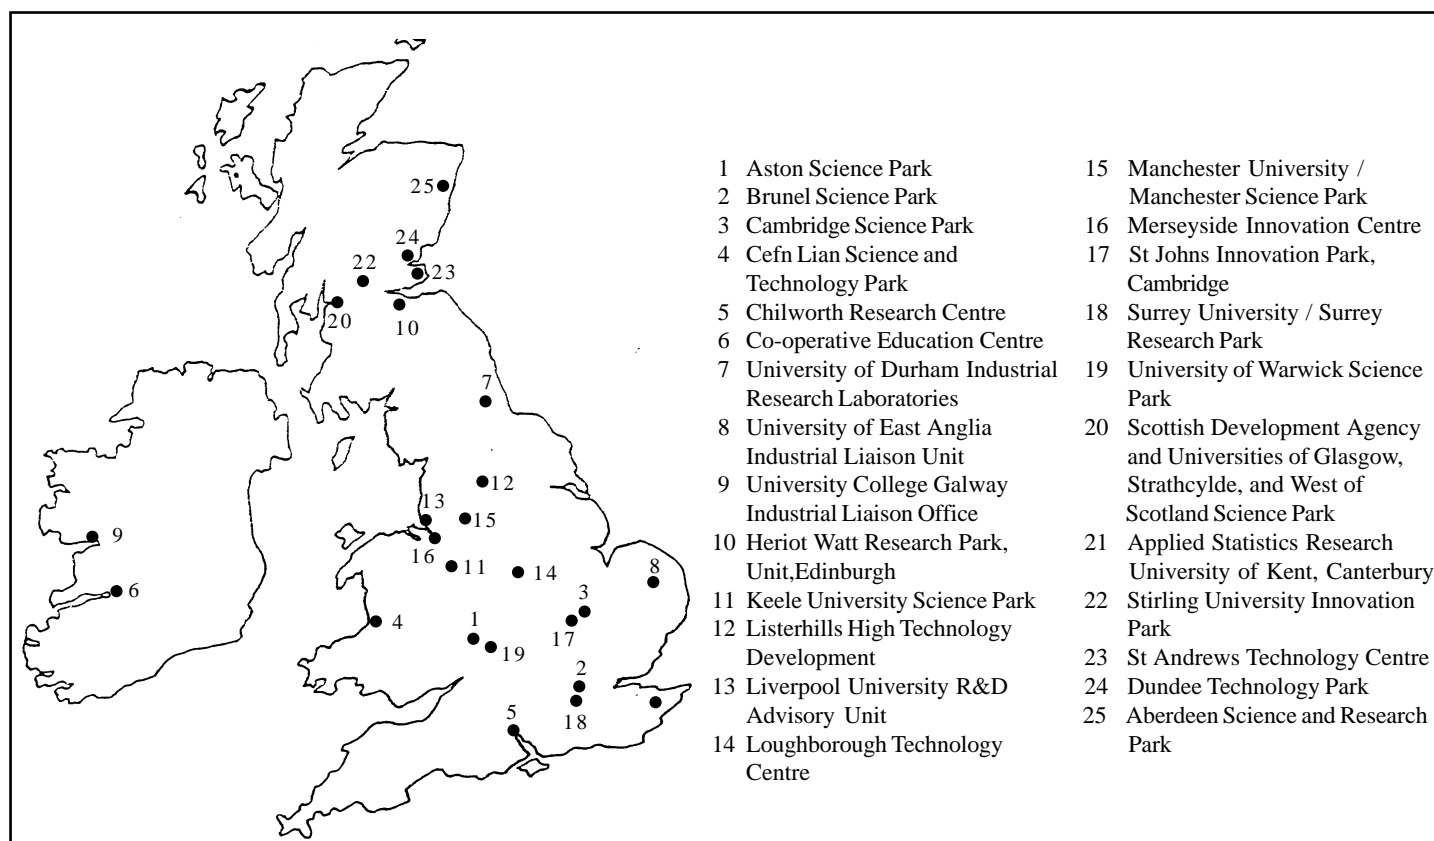 25
24
23
22
20
10
7
12
13
15
16
11
14
9
6
8
3
17
4
1
19
2
18
5
1 Aston Science Park
2 Brunel Science Park
3 Cambridge Science Park
4 Cefn Lian Science and
Technology Park
5 Chilworth Research Centre
6 Co-operative Education Centre
7 University of Durham Industrial
Research Laboratories
8 University of East Anglia
Industrial Liaison Unit
9 University College Galway
Industrial Liaison Office
10 Heriot Watt Research Park,
Unit,Edinburgh
11 Keele University Science Park
12 Listerhills High Technology
Development
13 Liverpool University R&D
Advisory Unit
14 Loughborough Technology
Centre
15 Manchester University /
Manchester Science Park
16 Merseyside Innovation Centre
17 St Johns Innovation Park,
Cambridge
18 Surrey University / Surrey
Research Park
19 University of Warwick Science
Park
20 Scottish Development Agency
and Universities of Glasgow,
Strathcylde, and West of
Scotland Science Park
21 Applied Statistics Research
University of Kent, Canterbury
22 Stirling University Innovation
Park
23 St Andrews Technology Centre
24 Dundee Technology Park
25 Aberdeen Science and Research
Park